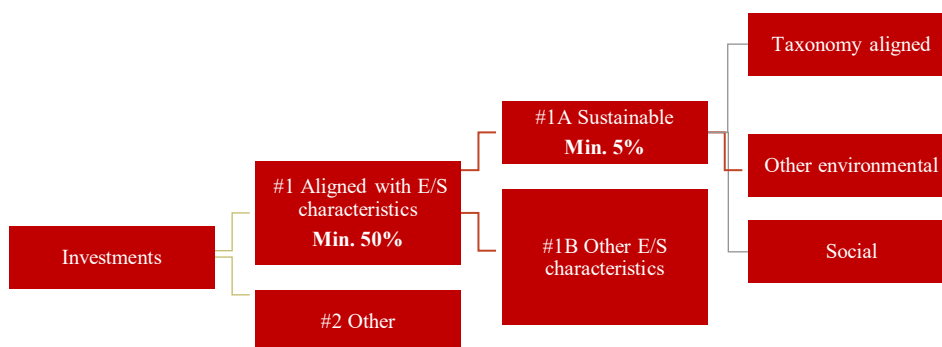 Investments
#1 Aligned with E/S
characteristics
Min. 50%
#2 Other
#1A Sustainable
Min. 5%
#1B Other E/S
characteristics
Taxonomy aligned
Other environmental
Social